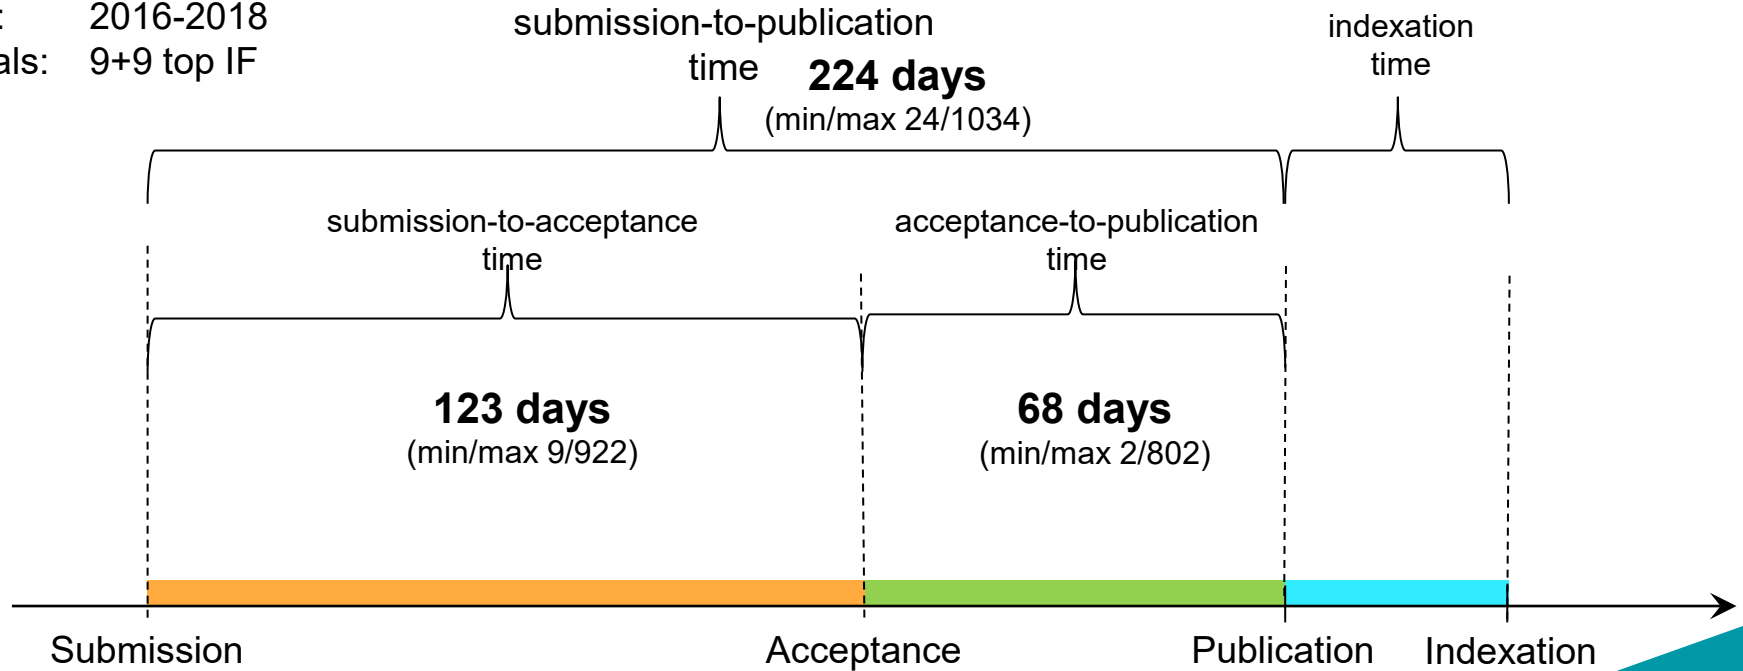 : 2016-2018
als: 9+9 top IF
submission-to-publication
time 224 days
(min/max 24/1034)
indexation
time
submission-to-acceptance
time
acceptance-to-publication
time
123 days
(min/max 9/922)
68 days
(min/max 2/802)
Submission
Acceptance
Publication
Indexation